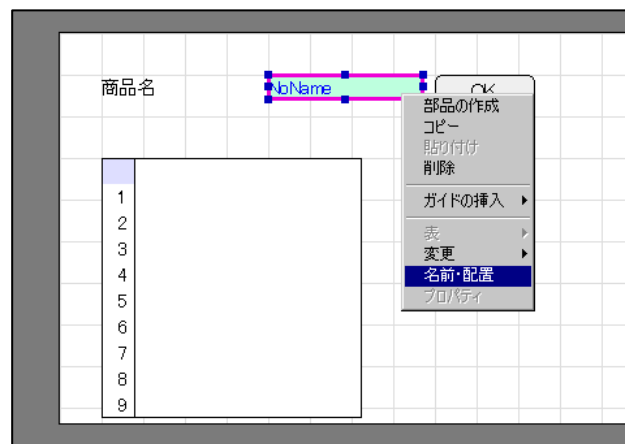 商品名
NoName
OK
部品の作成
コピー
貼り付け
削除
ガイドの挿入
表
変更
名前・配置
プロパティ
1
2
3
4
5
6
7
8
9